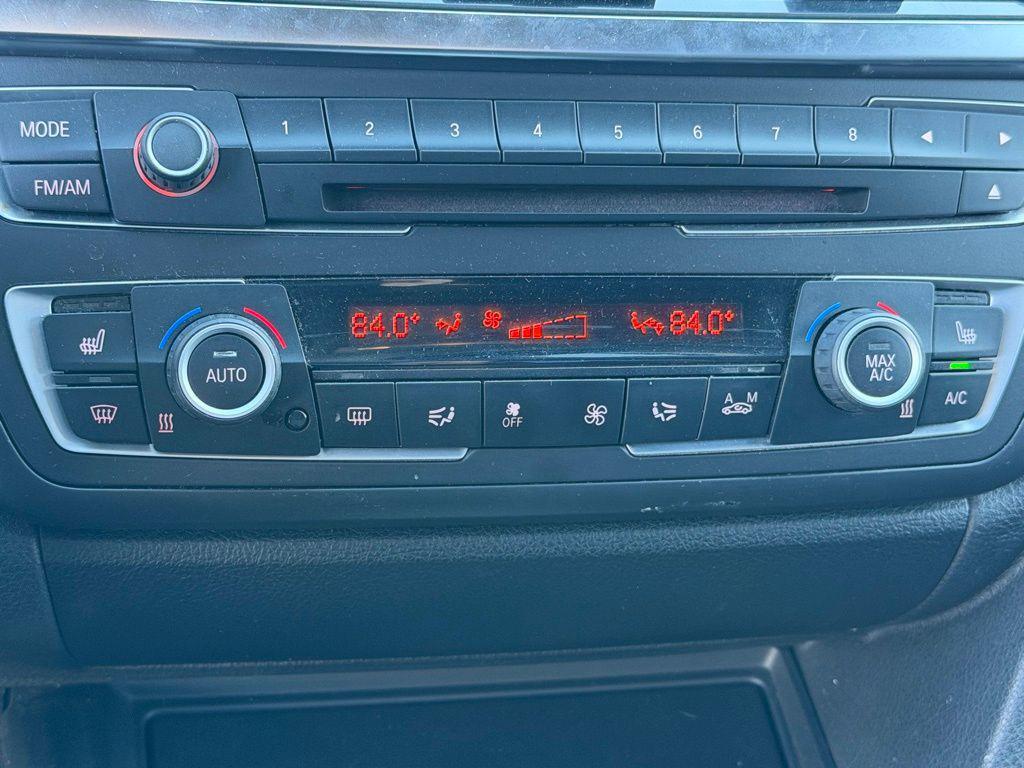 MODE 1 2 3 4 5 6 7 8
FM/AM
84.0° 84.0°
AUTO MAX A/C
A/C
OFF A M